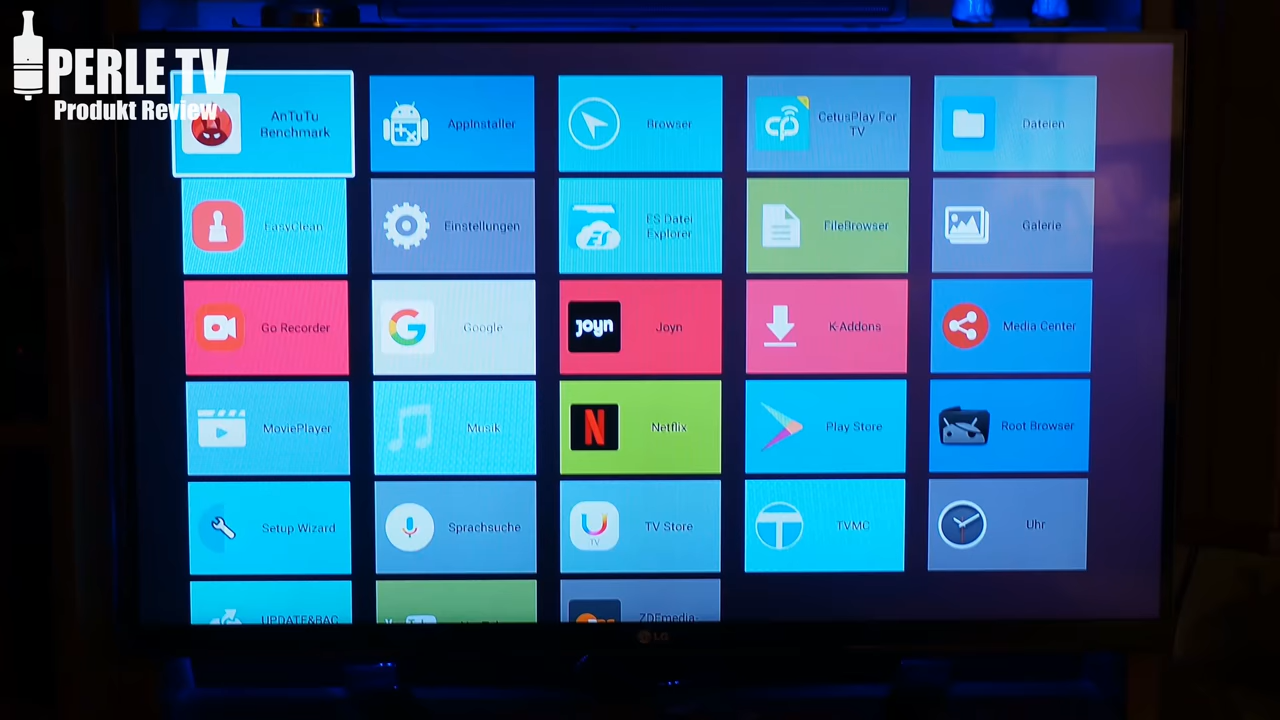 PERLE TV
Produkt Review
AnTuTu
Benchmark
AppInstaller
Browser
CetusPlay For
TV
Dateien
EasyClean
Einstellungen
ES Datei
Explorer
FileBrowser
Galerie
Go Recorder
Google
Joyn
Joyn
K-Addons
Media Center
MoviePlayer
Musik
Netflix
Play Store
Root Browser
Setup Wizard
Sprachsuche
TV
TV Store
TVMC
Uhr
UPDATE&BAC
ZDFmedia-
LG